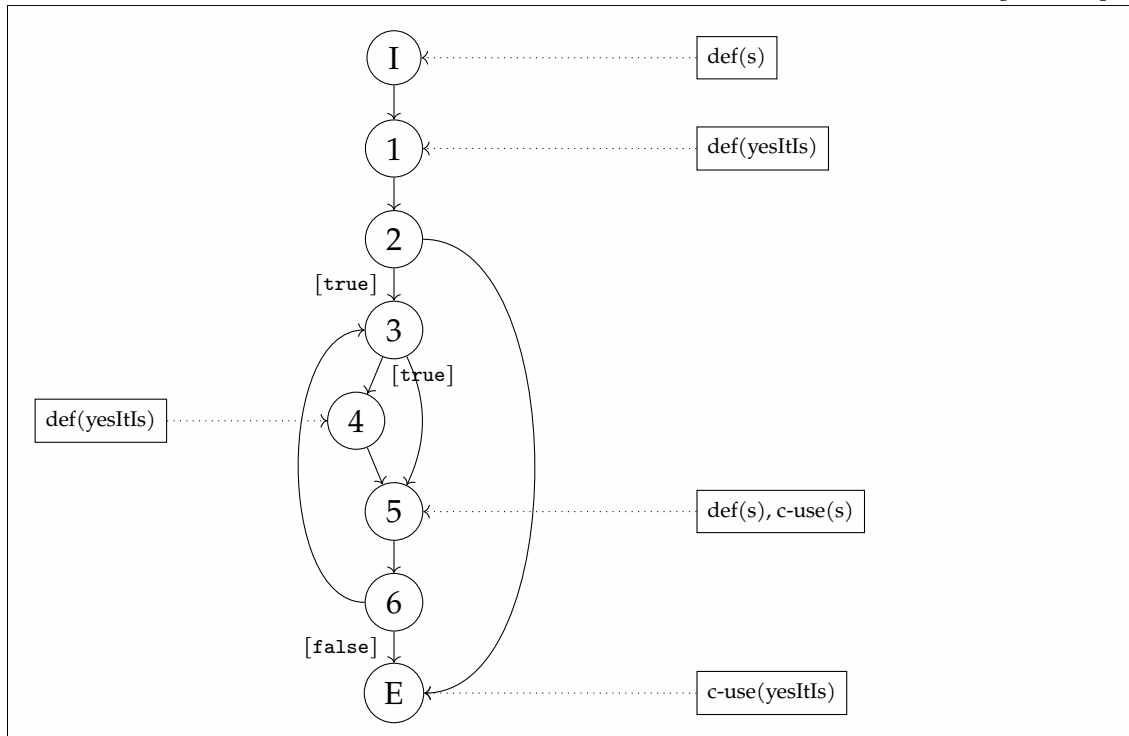 I
def(s)
1
def(yesItIs)
2
[true]
3
[true]
def(yesItIs)
4
5
def(s), c-use(s)
6
[false]
E
c-use(yesItIs)